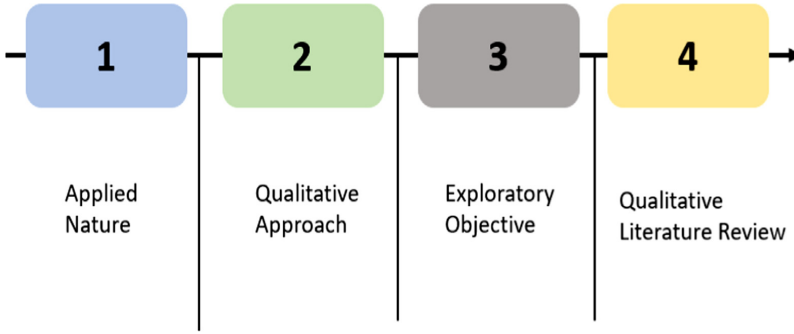 1
2
3
4
Applied
Nature
Qualitative
Approach
Exploratory
Objective
Qualitative
Literature Review